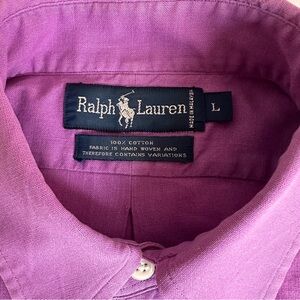 Ralph Lauren
L
100% COTTON
FABRIC IS HAND WOVEN AND
THEREFORE CONTAINS VARIATIONS